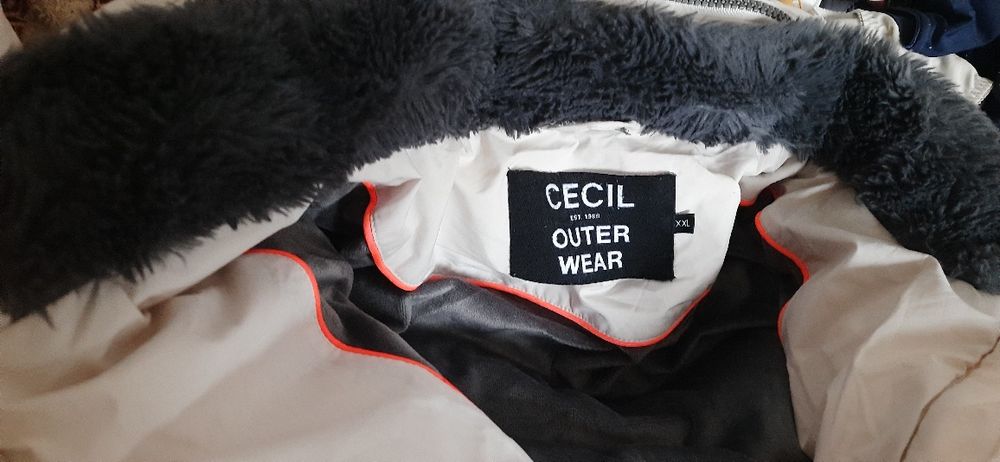 CECIL
EST. 1989
OUTER
WEAR
XXL